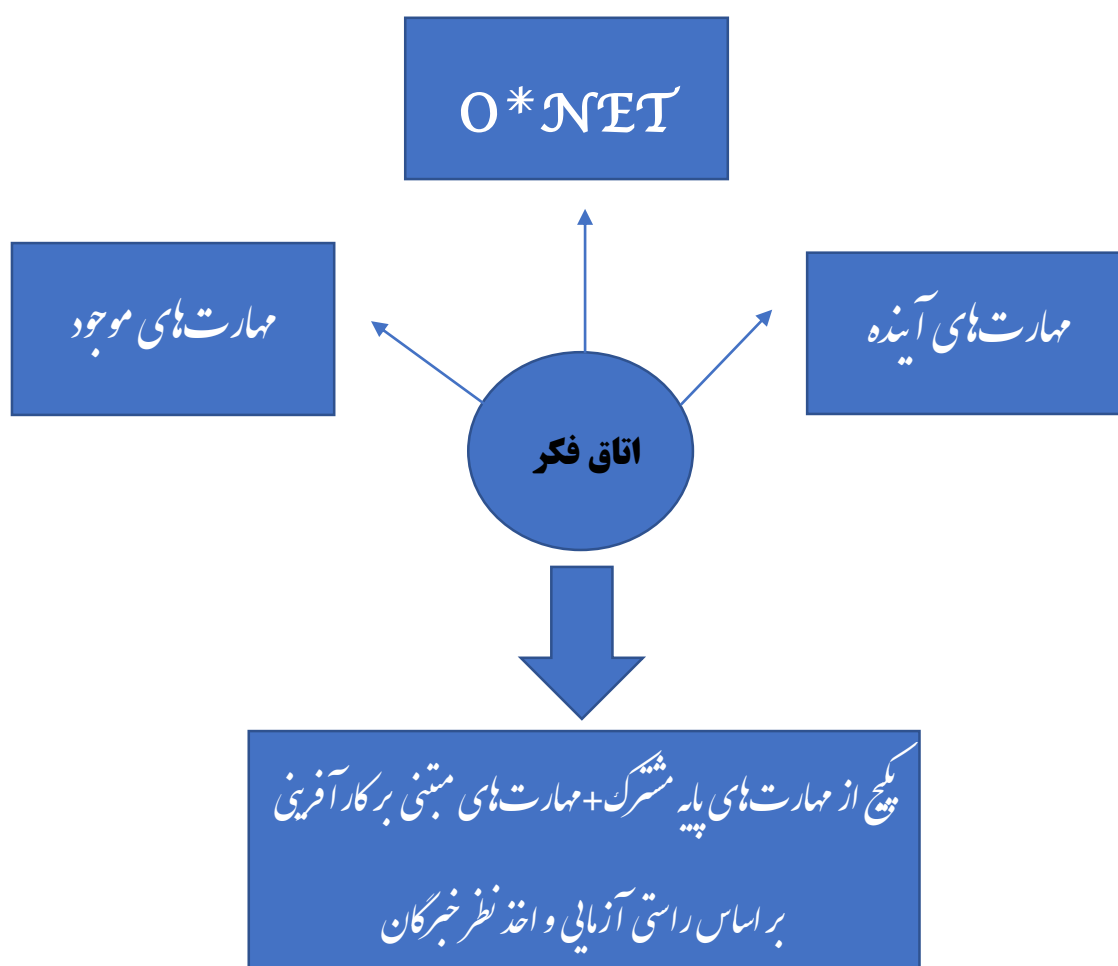 O*NET
مهارت‌های آینده
مهارت‌های موجود
اتاق فکر
پکیج از مهارت‌های پایه مشترک+مهارت‌های مبتنی بر کارآفرینی
بر اساس راستی آزمایی و اخذ نظر خبرگان